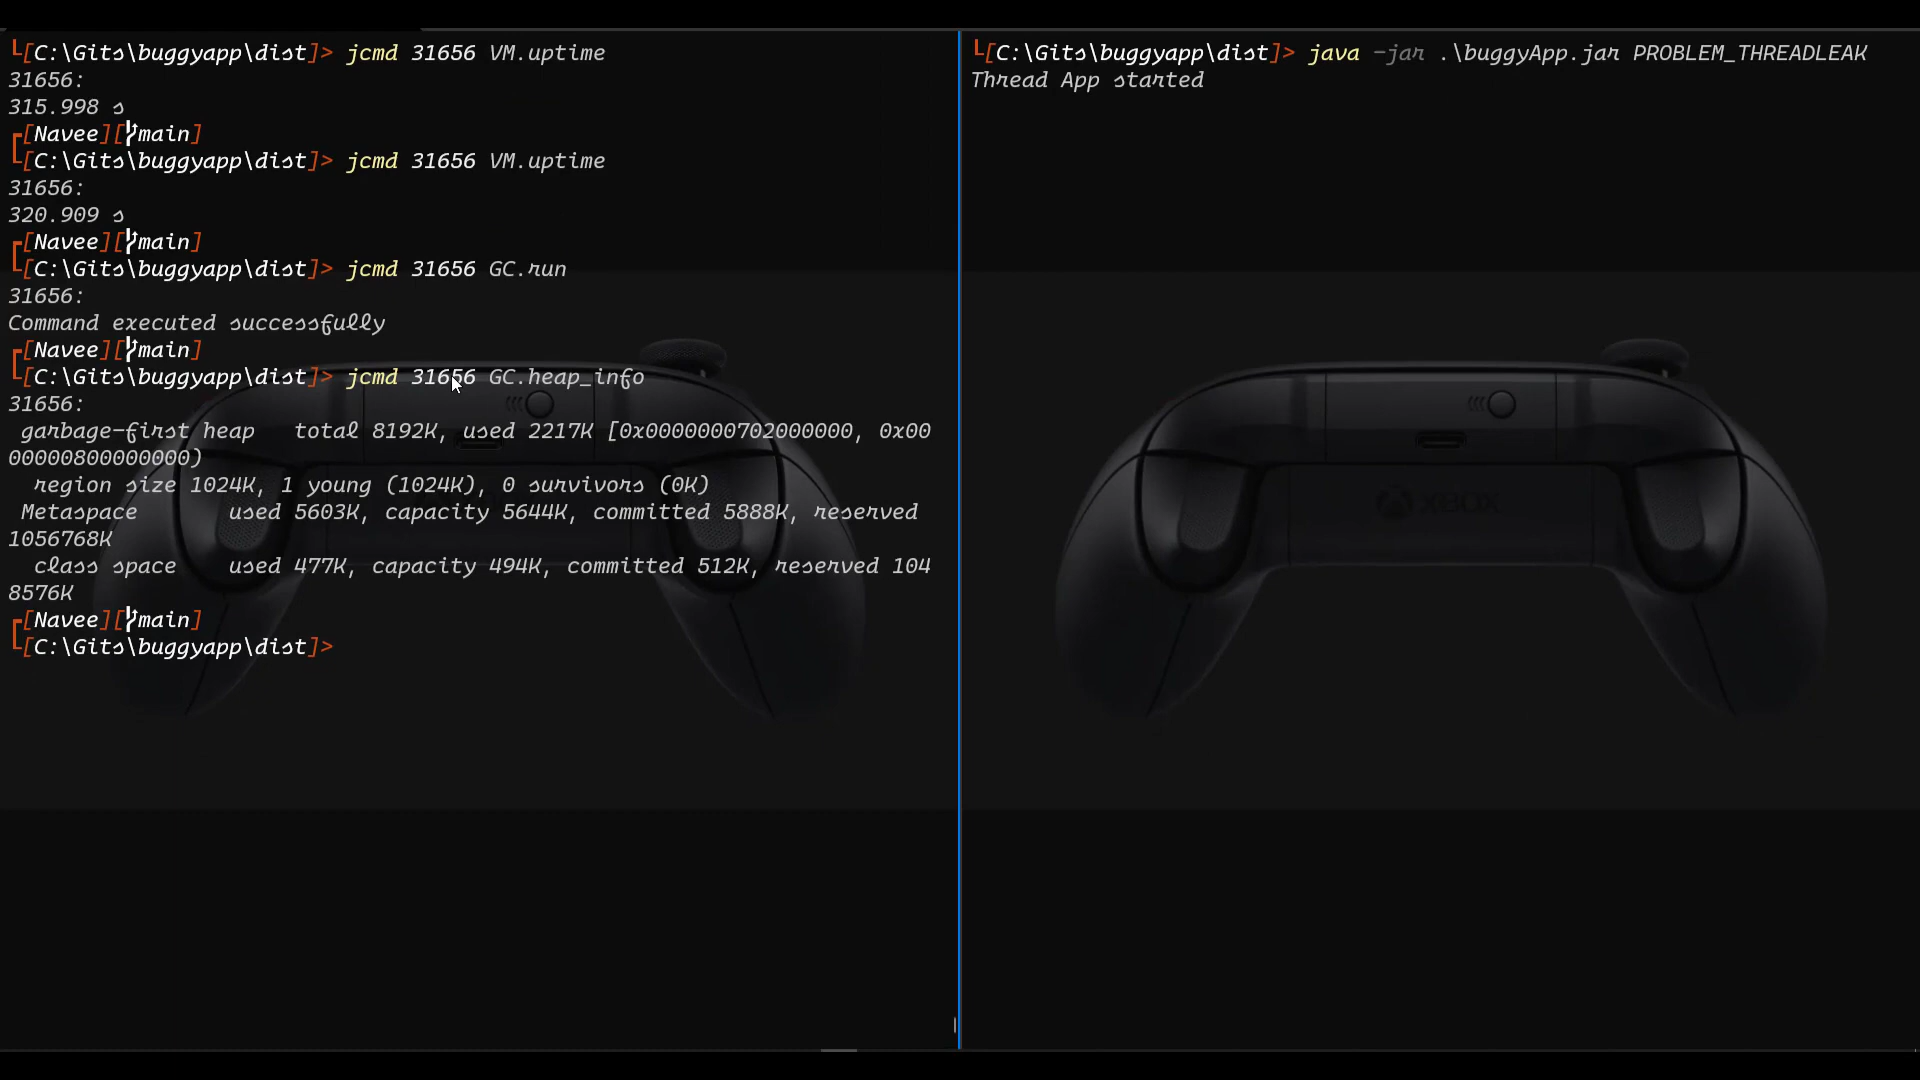 └[C:\Gits\buggyapp\dist]> jcmd 31656 VM.uptime
31656:
315.998 s
┌[Navee][main]
└[C:\Gits\buggyapp\dist]> jcmd 31656 VM.uptime
31656:
320.909 s
┌[Navee][main]
└[C:\Gits\buggyapp\dist]> jcmd 31656 GC.run
31656:
Command executed successfully
┌[Navee][main]
└[C:\Gits\buggyapp\dist]> jcmd 31656 GC.heap_info
31656:
garbage-first heap total 8192K, used 2217K [0x0000000702000000, 0x00
00000800000000)
region size 1024K, 1 young (1024K), 0 survivors (0K)
Metaspace used 5603K, capacity 5644K, committed 5888K, reserved
1056768K
class space used 477K, capacity 494K, committed 512K, reserved 104
8576K
┌[Navee][main]
└[C:\Gits\buggyapp\dist]>
└[C:\Gits\buggyapp\dist]> java -jar .\buggyApp.jar PROBLEM_THREADLEAK
Thread App started
XBOX